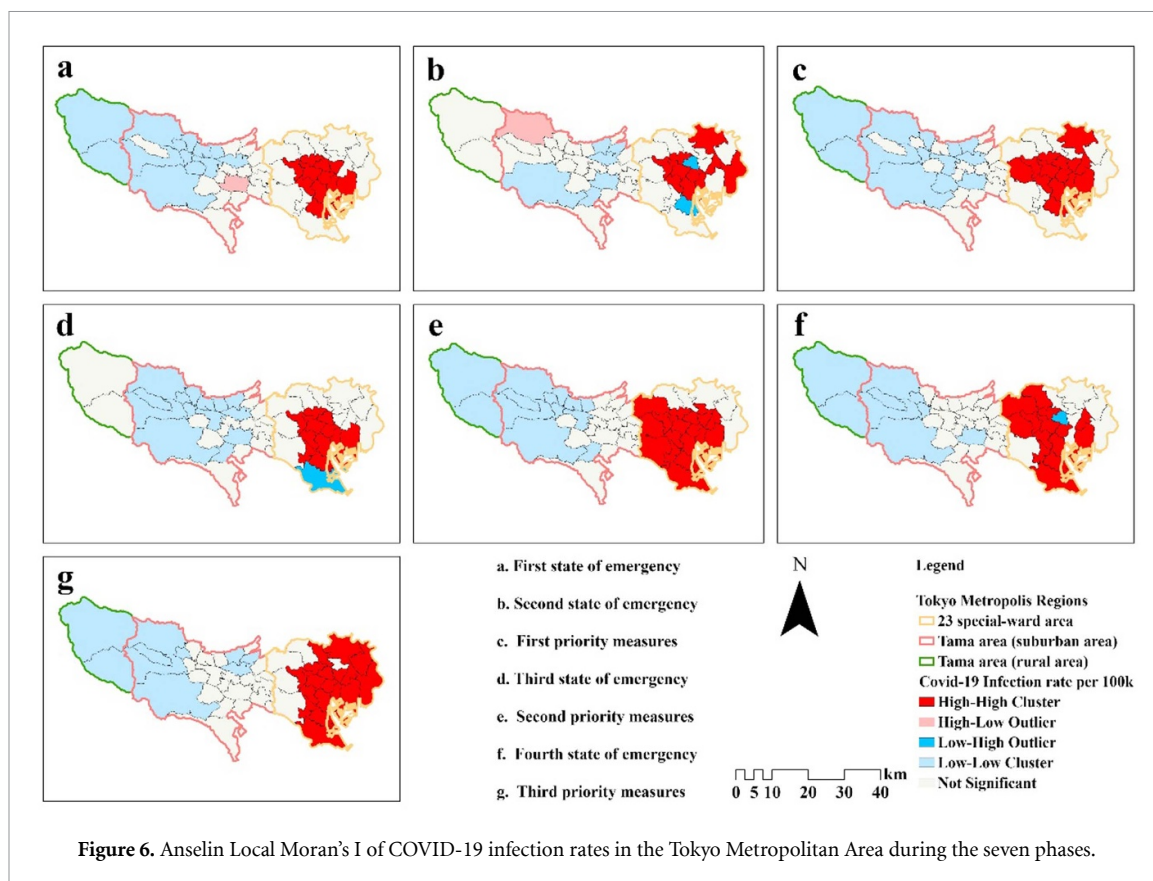 a
b
c
d
e
f
g
a. First state of emergency
b. Second state of emergency
c. First priority measures
d. Third state of emergency
e. Second priority measures
f. Fourth state of emergency
g. Third priority measures
N
km
0 5 10 20 30 40
Legend
Tokyo Metropolis Regions
23 special-ward area
Tama area (suburban area)
Tama area (rural area)
Covid-19 Infection rate per 100k
High-High Cluster
High-Low Outlier
Low-High Outlier
Low-Low Cluster
Not Significant
Figure 6. Anselin Local Moran's I of COVID-19 infection rates in the Tokyo Metropolitan Area during the seven phases.